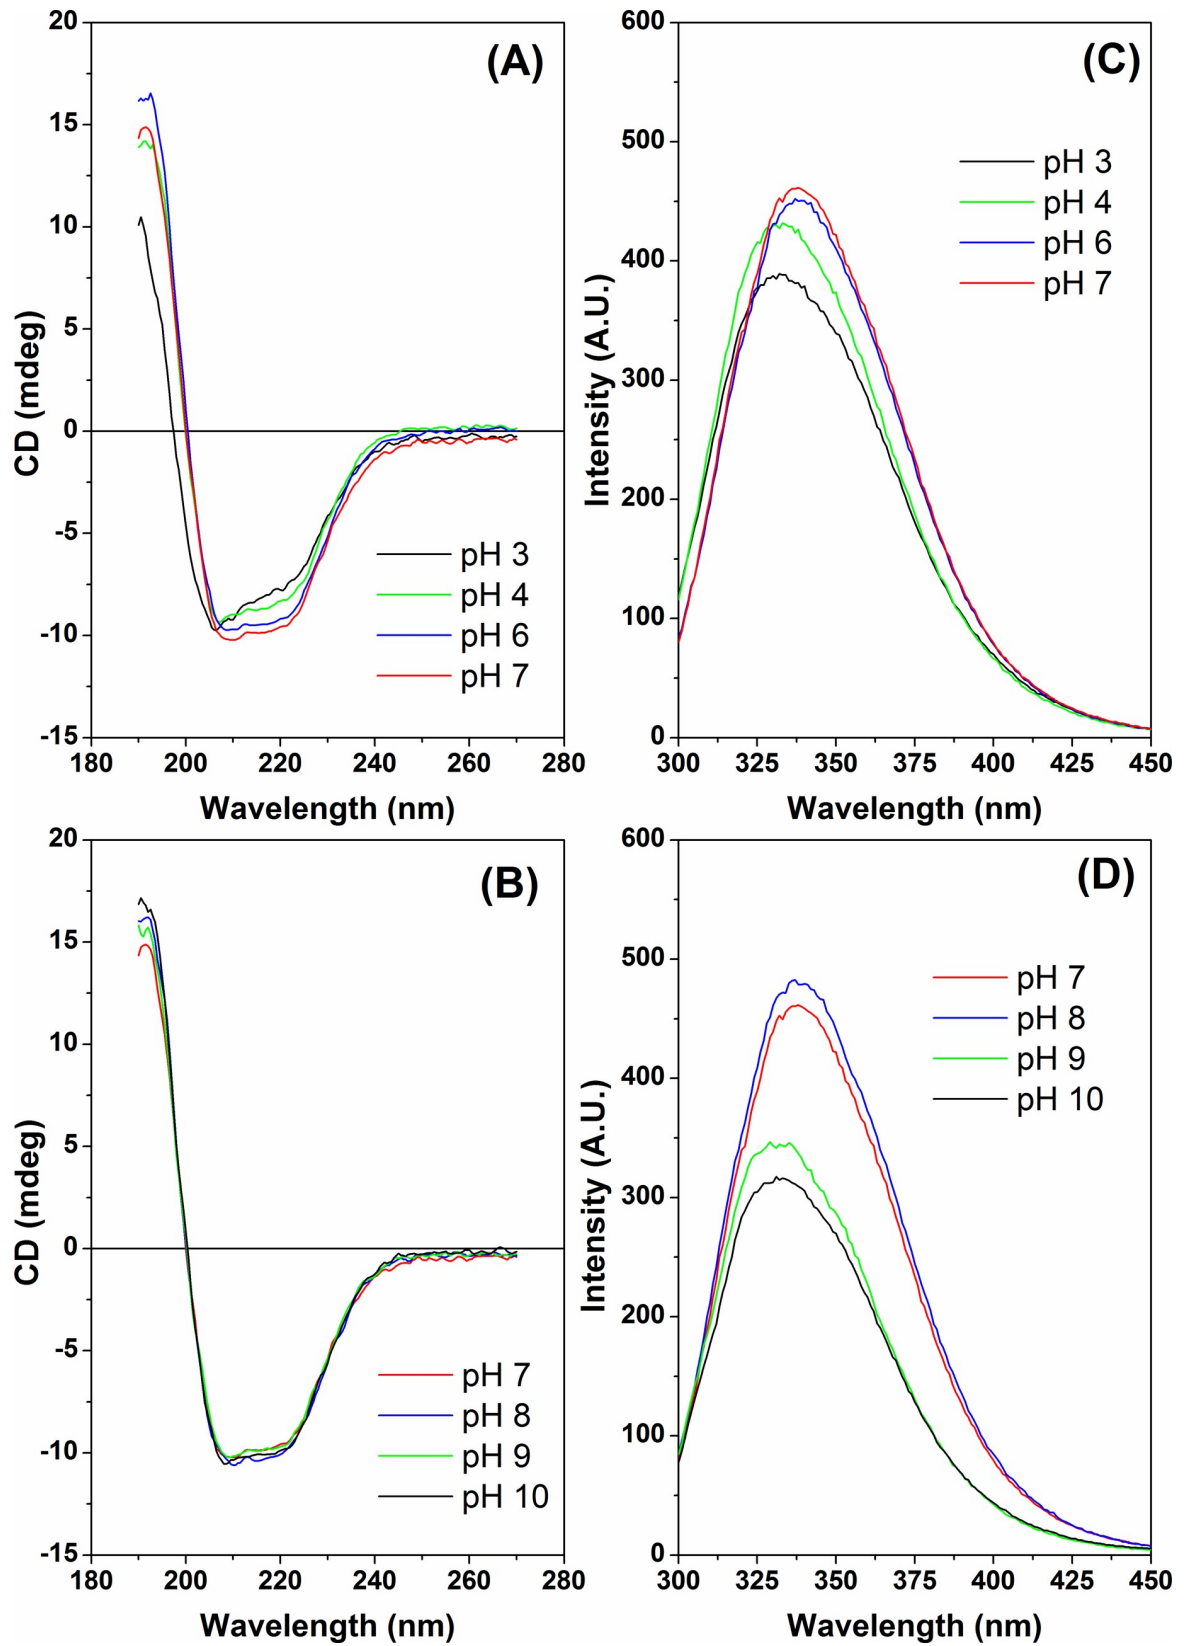 (A)
20
15
10
5
0
-5
-10
-15
CD (mdeg)
pH 3
pH 4
pH 6
pH 7
180 200 220 240 260 280
Wavelength (nm)
(C)
600
500
400
300
200
100
0
Intensity (A.U.)
pH 3
pH 4
pH 6
pH 7
300 325 350 375 400 425 450
Wavelength (nm)
(B)
20
15
10
5
0
-5
-10
-15
CD (mdeg)
pH 7
pH 8
pH 9
pH 10
180 200 220 240 260 280
Wavelength (nm)
(D)
600
500
400
300
200
100
0
Intensity (A.U.)
pH 7
pH 8
pH 9
pH 10
300 325 350 375 400 425 450
Wavelength (nm)